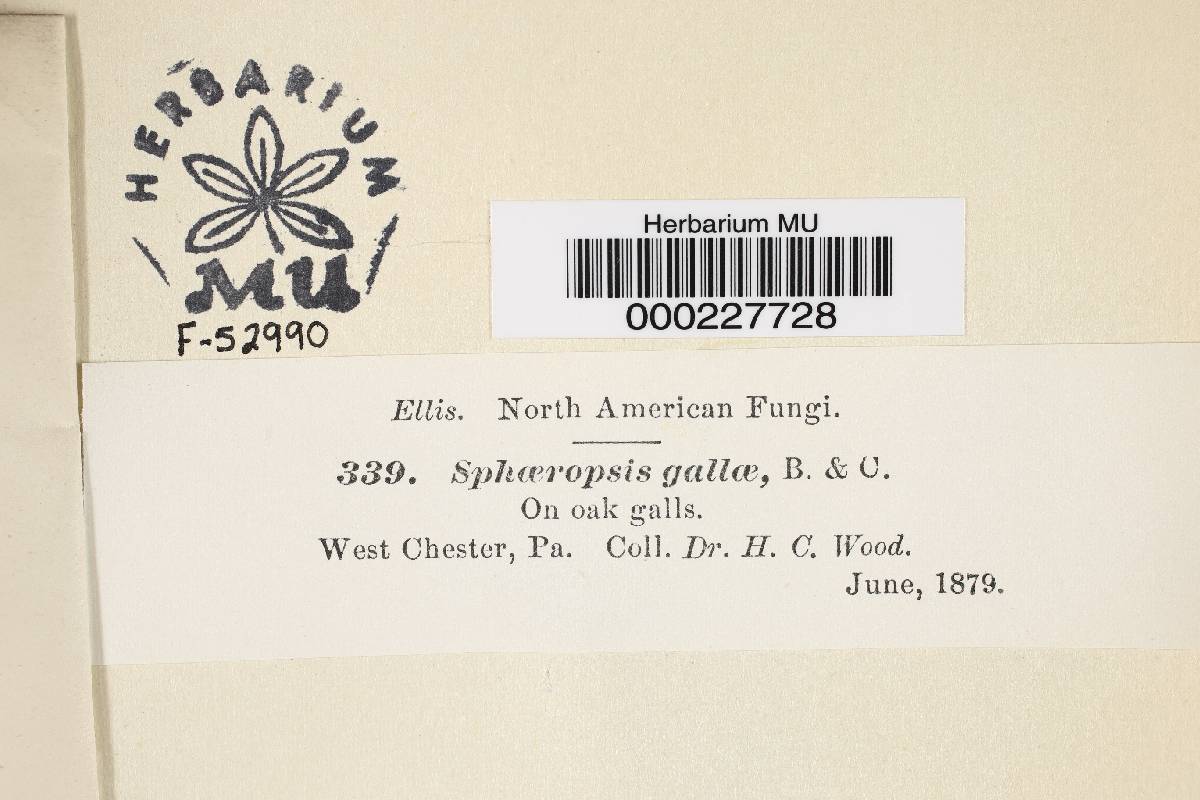 HERBARIUM
MU
F-52990
Herbarium MU
000227728
Ellis. North American Fungi.
339. Sphæropsis gallæ, B. & C.
On oak galls.
West Chester, Pa. Coll. Dr. H. C. Wood.
June, 1879.